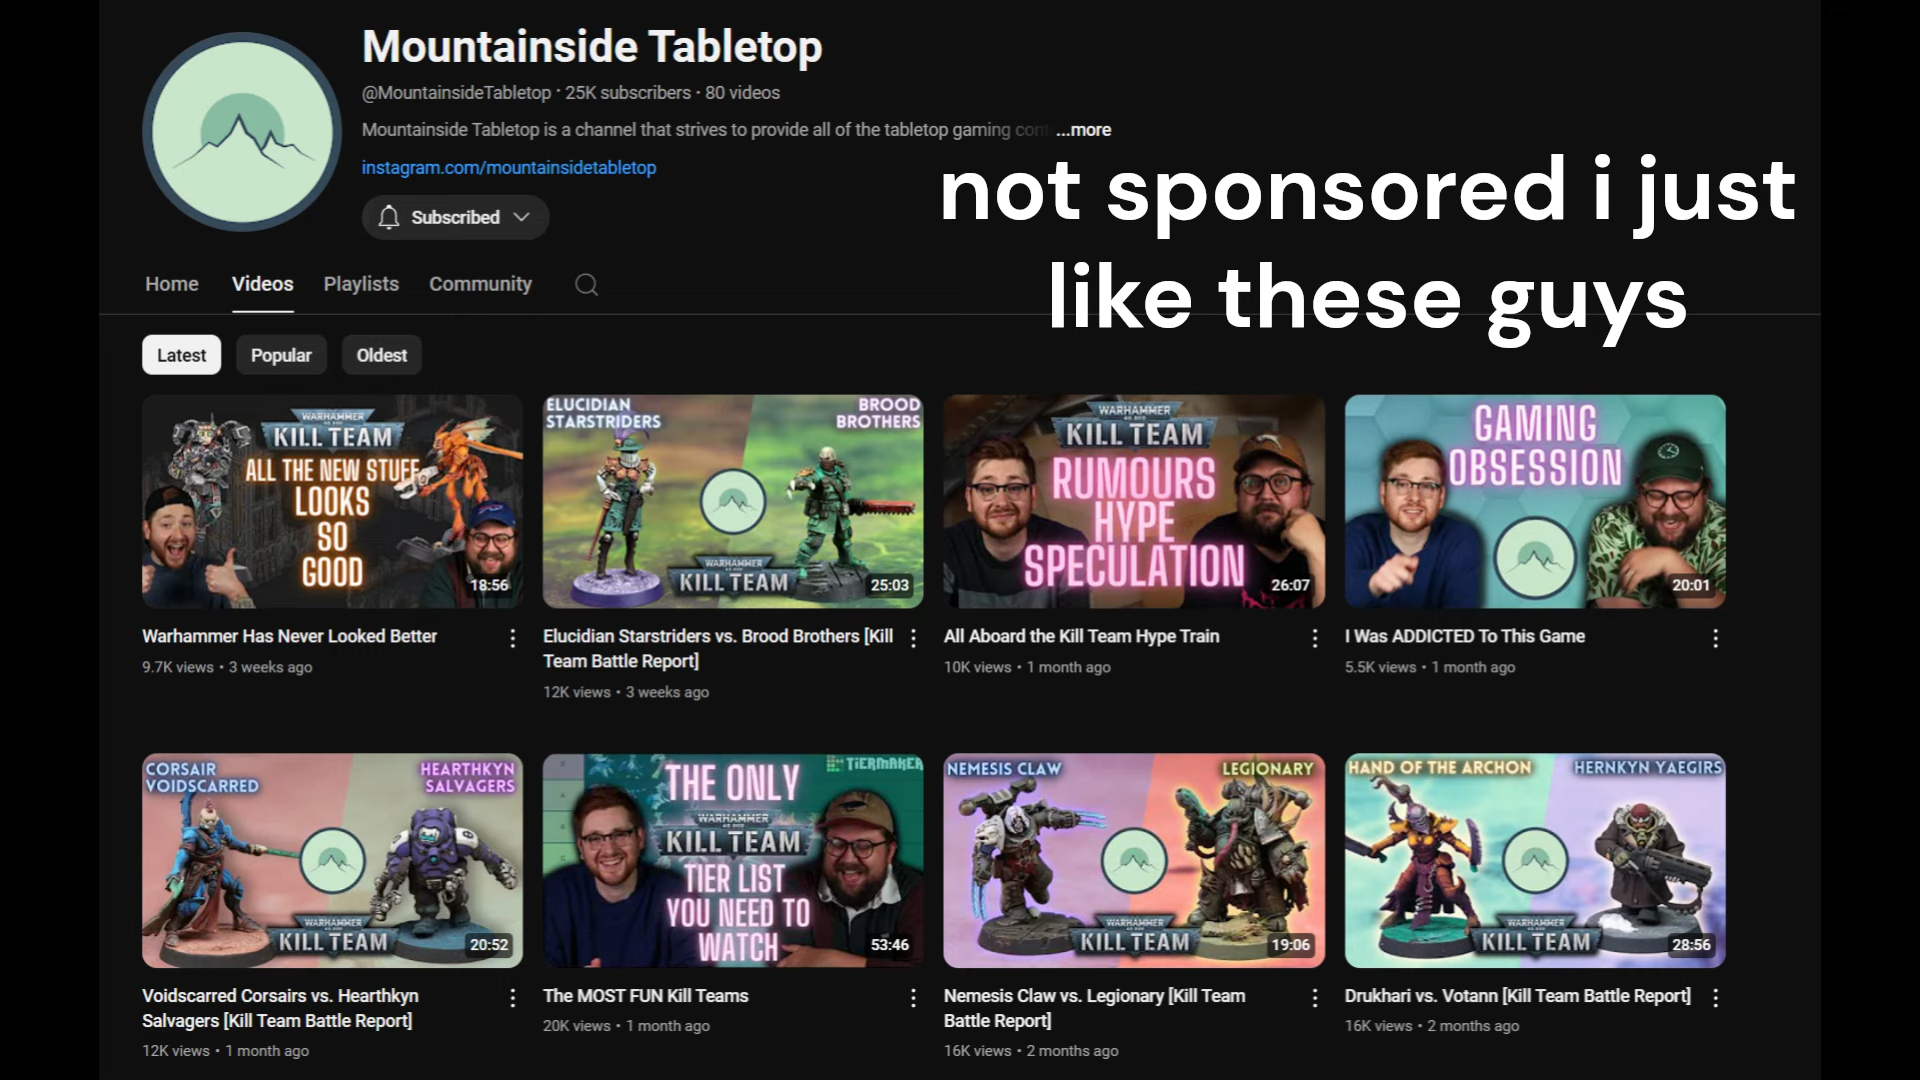 Mountainside Tabletop
@MountainsideTabletop · 25K subscribers · 80 videos
Mountainside Tabletop is a channel that strives to provide all of the tabletop gaming con ...more
instagram.com/mountainsidetabletop
Subscribed
not sponsored i just
like these guys
Home Videos Playlists Community
Latest Popular Oldest
WARHAMMER
KILL TEAM
ALL THE NEW STUFF
LOOKS
SO
GOOD
18:56
ELUCIDIAN
STARSTRIDERS
BROOD
BROTHERS
WARHAMMER
KILL TEAM
25:03
WARHAMMER
KILL TEAM
RUMOURS
HYPE
SPECULATION
26:07
GAMING
OBSESSION
20:01
Warhammer Has Never Looked Better
9.7K views • 3 weeks ago
Elucidian Starstriders vs. Brood Brothers [Kill
Team Battle Report]
12K views • 3 weeks ago
All Aboard the Kill Team Hype Train
10K views • 1 month ago
I Was ADDICTED To This Game
5.5K views • 1 month ago
CORSAIR
VOIDSCARRED
HEARTHKYN
SALVAGERS
WARHAMMER
KILL TEAM
20:52
TIERMAKER
THE ONLY
WARHAMMER
KILL TEAM
TIER LIST
YOU NEED TO
WATCH
53:46
NEMESIS CLAW
LEGIONARY
WARHAMMER
KILL TEAM
19:06
HAND OF THE ARCHON
HERNKYN YAEGIRS
WARHAMMER
KILL TEAM
28:56
Voidscarred Corsairs vs. Hearthkyn
Salvagers [Kill Team Battle Report]
12K views • 1 month ago
The MOST FUN Kill Teams
20K views • 1 month ago
Nemesis Claw vs. Legionary [Kill Team
Battle Report]
16K views • 2 months ago
Drukhari vs. Votann [Kill Team Battle Report]
16K views • 2 months ago